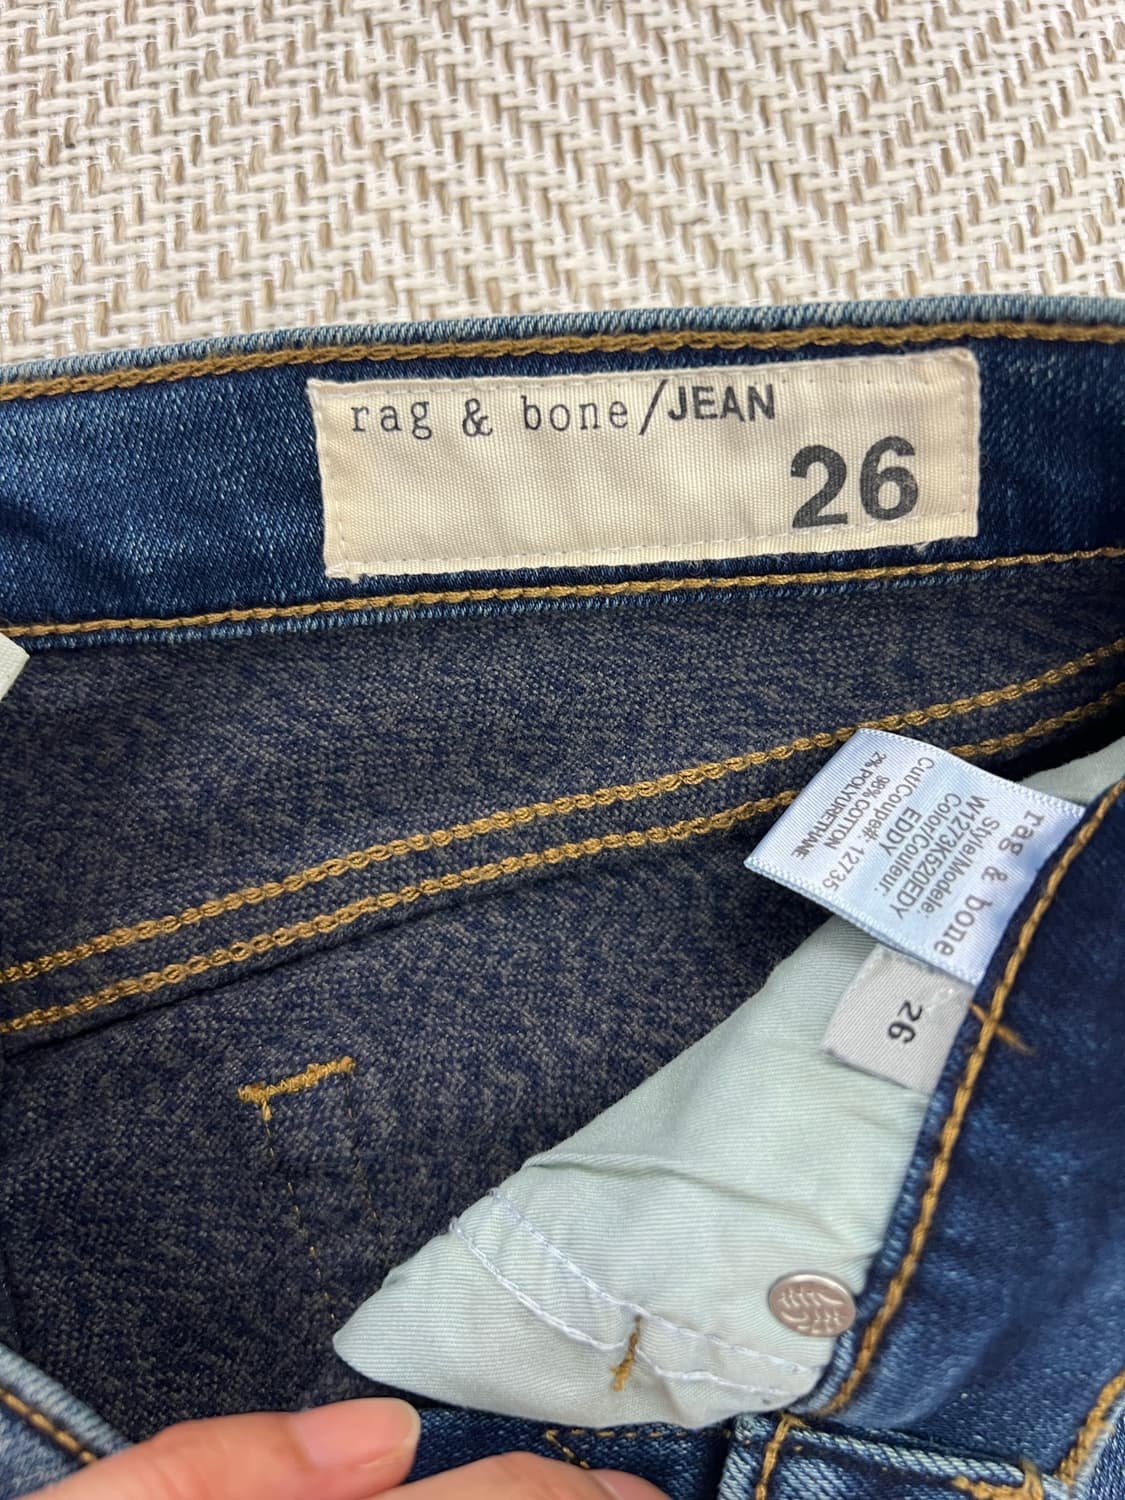 rag & bone/JEAN
26
rag & bone
Style/Modele:
W1273K520EDY
Color/Couleur:
EDDY
Cut/Coupe#: 12735
98% COTTON
2% POLYURETHANE
26